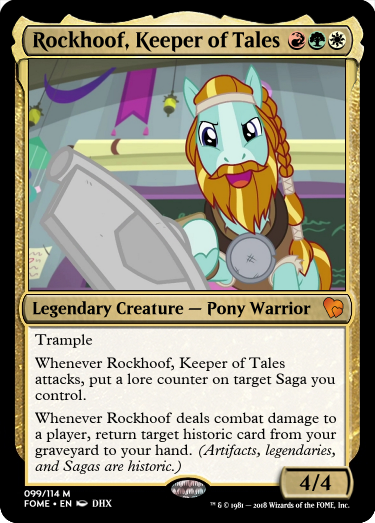 Rockhoof, Keeper of Tales
Legendary Creature — Pony Warrior
Trample
Whenever Rockhoof, Keeper of Tales
attacks, put a lore counter on target Saga you
control.
Whenever Rockhoof deals combat damage to
a player, return target historic card from your
graveyard to your hand. (Artifacts, legendaries,
and Sagas are historic.)
4/4
099/114 M
FOME • EN DHX
™ & © 1981 — 2018 Wizards of the FOME, Inc.